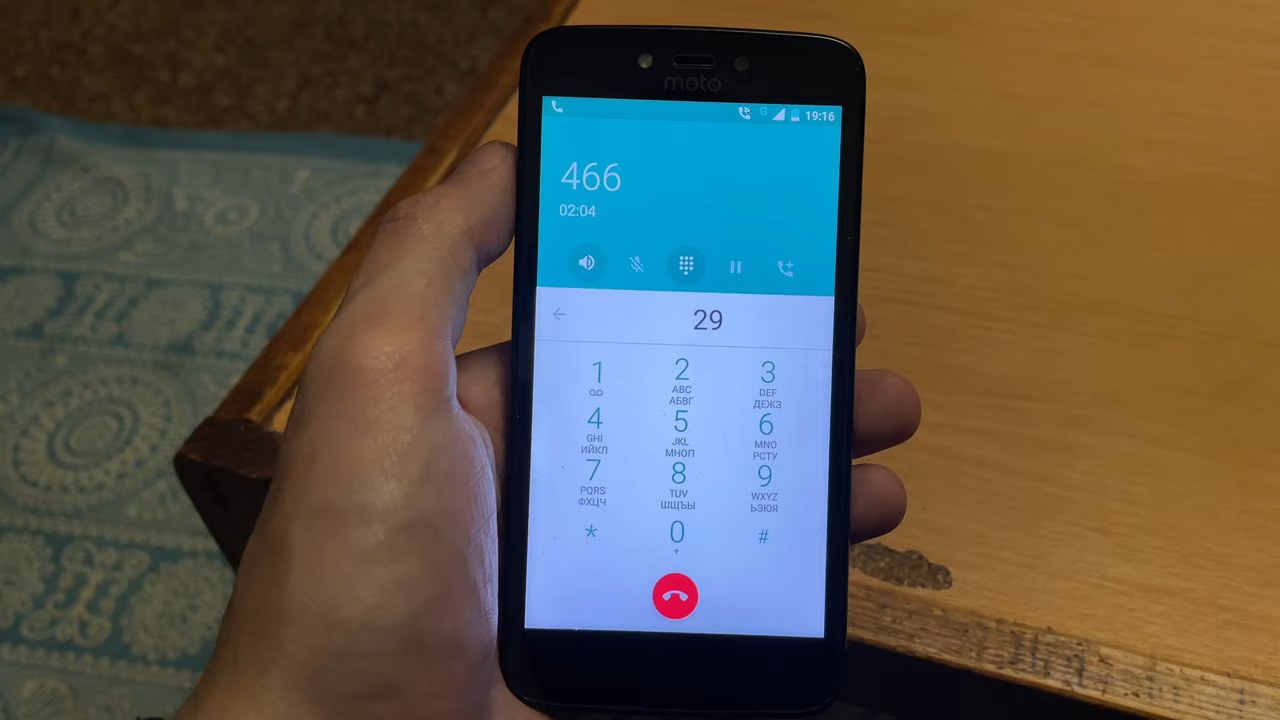 moto
G 19:16
466
02:04
29
1 2 3
ABC DEF
АБВГ ДЕЖЗ
4 5 6
GHI JKL MNO
ИЙКЛ МНОП РСТУ
7 8 9
PQRS TUV WXYZ
ФХЦЧ ШЩЪЫ ЬЭЮЯ
* 0 #
+